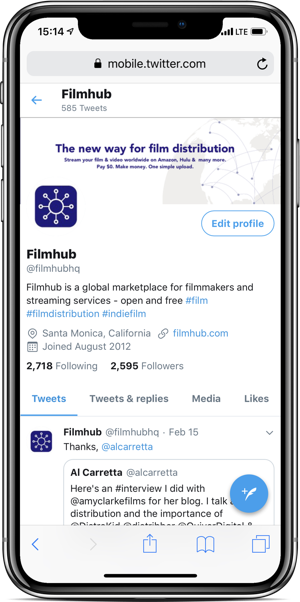 15:14
LTE
mobile.twitter.com
Filmhub
585 Tweets
The new way for film distribution
Stream your film & video worldwide on Amazon, Hulu & many more.
Pay $0. Make money. One simple upload.
Edit profile
Filmhub
@filmhubhq
Filmhub is a global marketplace for filmmakers and
streaming services - open and free #film
#filmdistribution #indiefilm
Santa Monica, California filmhub.com
Joined August 2012
2,718 Following 2,595 Followers
Tweets Tweets & replies Media Likes
Filmhub @filmhubhq · Feb 15
Thanks, @alcarretta
Al Carretta @alcarretta
Here's an #interview I did with
@amyclarkefilms for her blog. I talk
distribution and the importance of
@DistroKid @distribber @QuiverDigital &